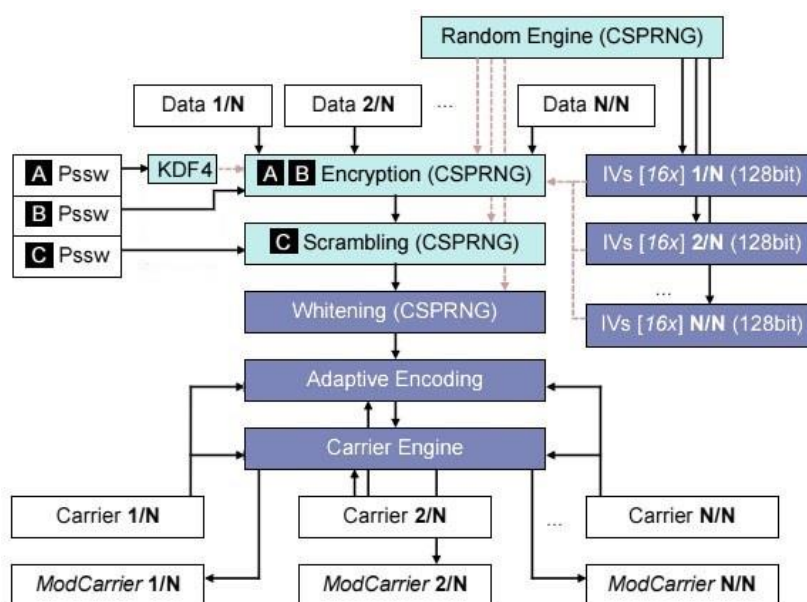 Random Engine (CSPRNG)
Data 1/N
Data 2/N
...
Data N/N
A Pssw
KDF4
A B Encryption (CSPRNG)
IVs [16x] 1/N (128bit)
B Pssw
C Pssw
C Scrambling (CSPRNG)
IVs [16x] 2/N (128bit)
...
Whitening (CSPRNG)
IVs [16x] N/N (128bit)
Adaptive Encoding
Carrier Engine
Carrier 1/N
Carrier 2/N
...
Carrier N/N
ModCarrier 1/N
ModCarrier 2/N
ModCarrier N/N